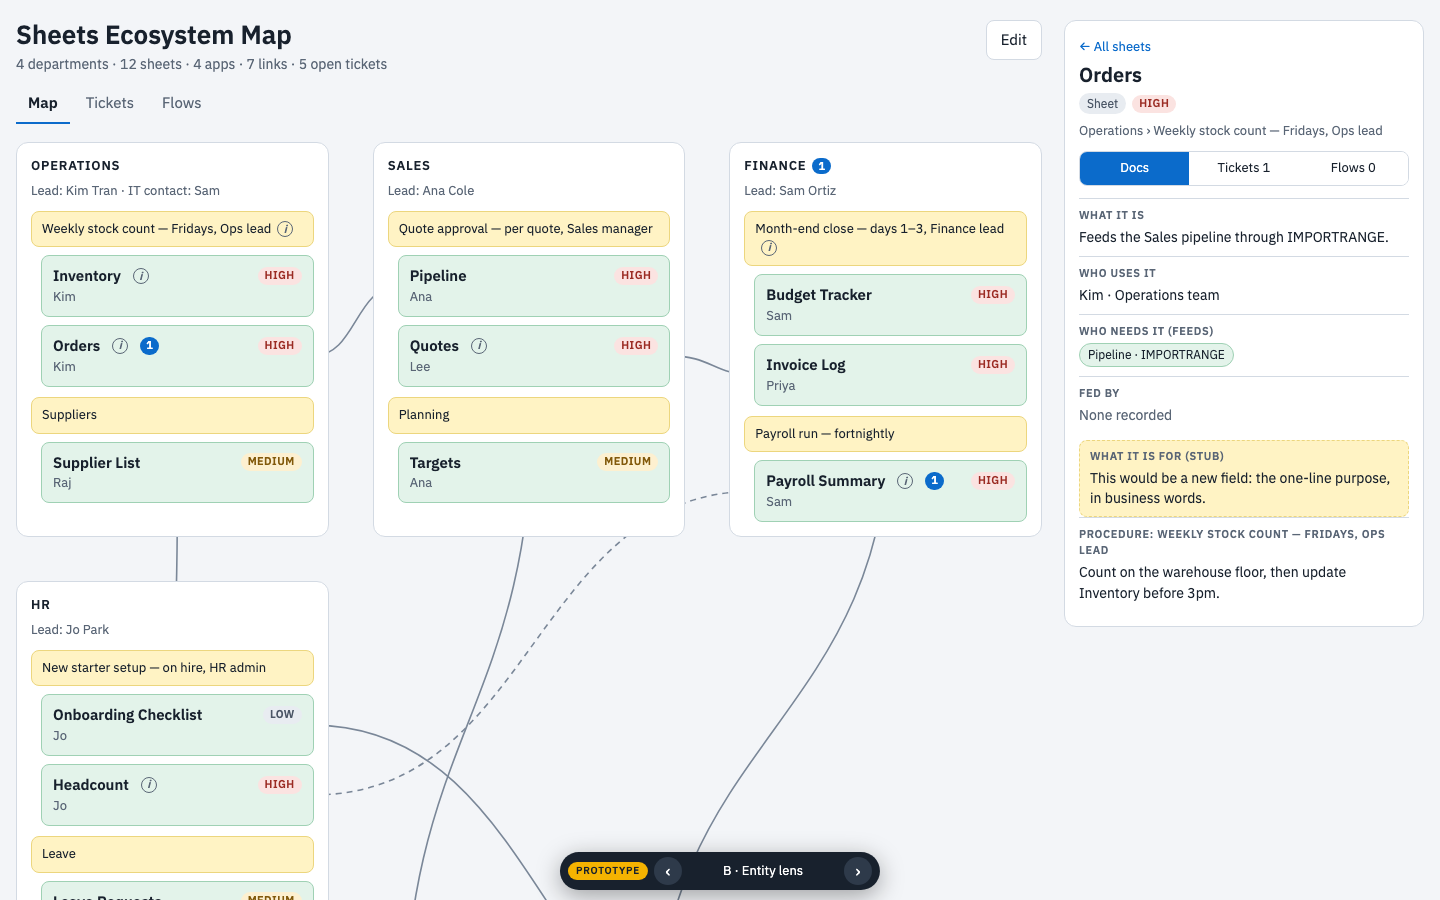 Sheets Ecosystem Map
4 departments · 12 sheets · 4 apps · 7 links · 5 open tickets
Edit
Map
Tickets
Flows
OPERATIONS
Lead: Kim Tran · IT contact: Sam
Weekly stock count — Fridays, Ops lead i
Inventory i HIGH
Kim
Orders i 1 HIGH
Kim
Suppliers
Supplier List MEDIUM
Raj
SALES
Lead: Ana Cole
Quote approval — per quote, Sales manager
Pipeline HIGH
Ana
Quotes i HIGH
Lee
Planning
Targets MEDIUM
Ana
FINANCE 1
Lead: Sam Ortiz
Month-end close — days 1–3, Finance lead
i
Budget Tracker HIGH
Sam
Invoice Log HIGH
Priya
Payroll run — fortnightly
Payroll Summary i 1 HIGH
Sam
HR
Lead: Jo Park
New starter setup — on hire, HR admin
Onboarding Checklist LOW
Jo
Headcount i HIGH
Jo
Leave
Leave Requests MEDIUM
← All sheets
Orders
Sheet HIGH
Operations › Weekly stock count — Fridays, Ops lead
Docs
Tickets 1
Flows 0
WHAT IT IS
Feeds the Sales pipeline through IMPORTRANGE.
WHO USES IT
Kim · Operations team
WHO NEEDS IT (FEEDS)
Pipeline · IMPORTRANGE
FED BY
None recorded
WHAT IT IS FOR (STUB)
This would be a new field: the one-line purpose,
in business words.
PROCEDURE: WEEKLY STOCK COUNT — FRIDAYS, OPS
LEAD
Count on the warehouse floor, then update
Inventory before 3pm.
PROTOTYPE ‹ B · Entity lens ›